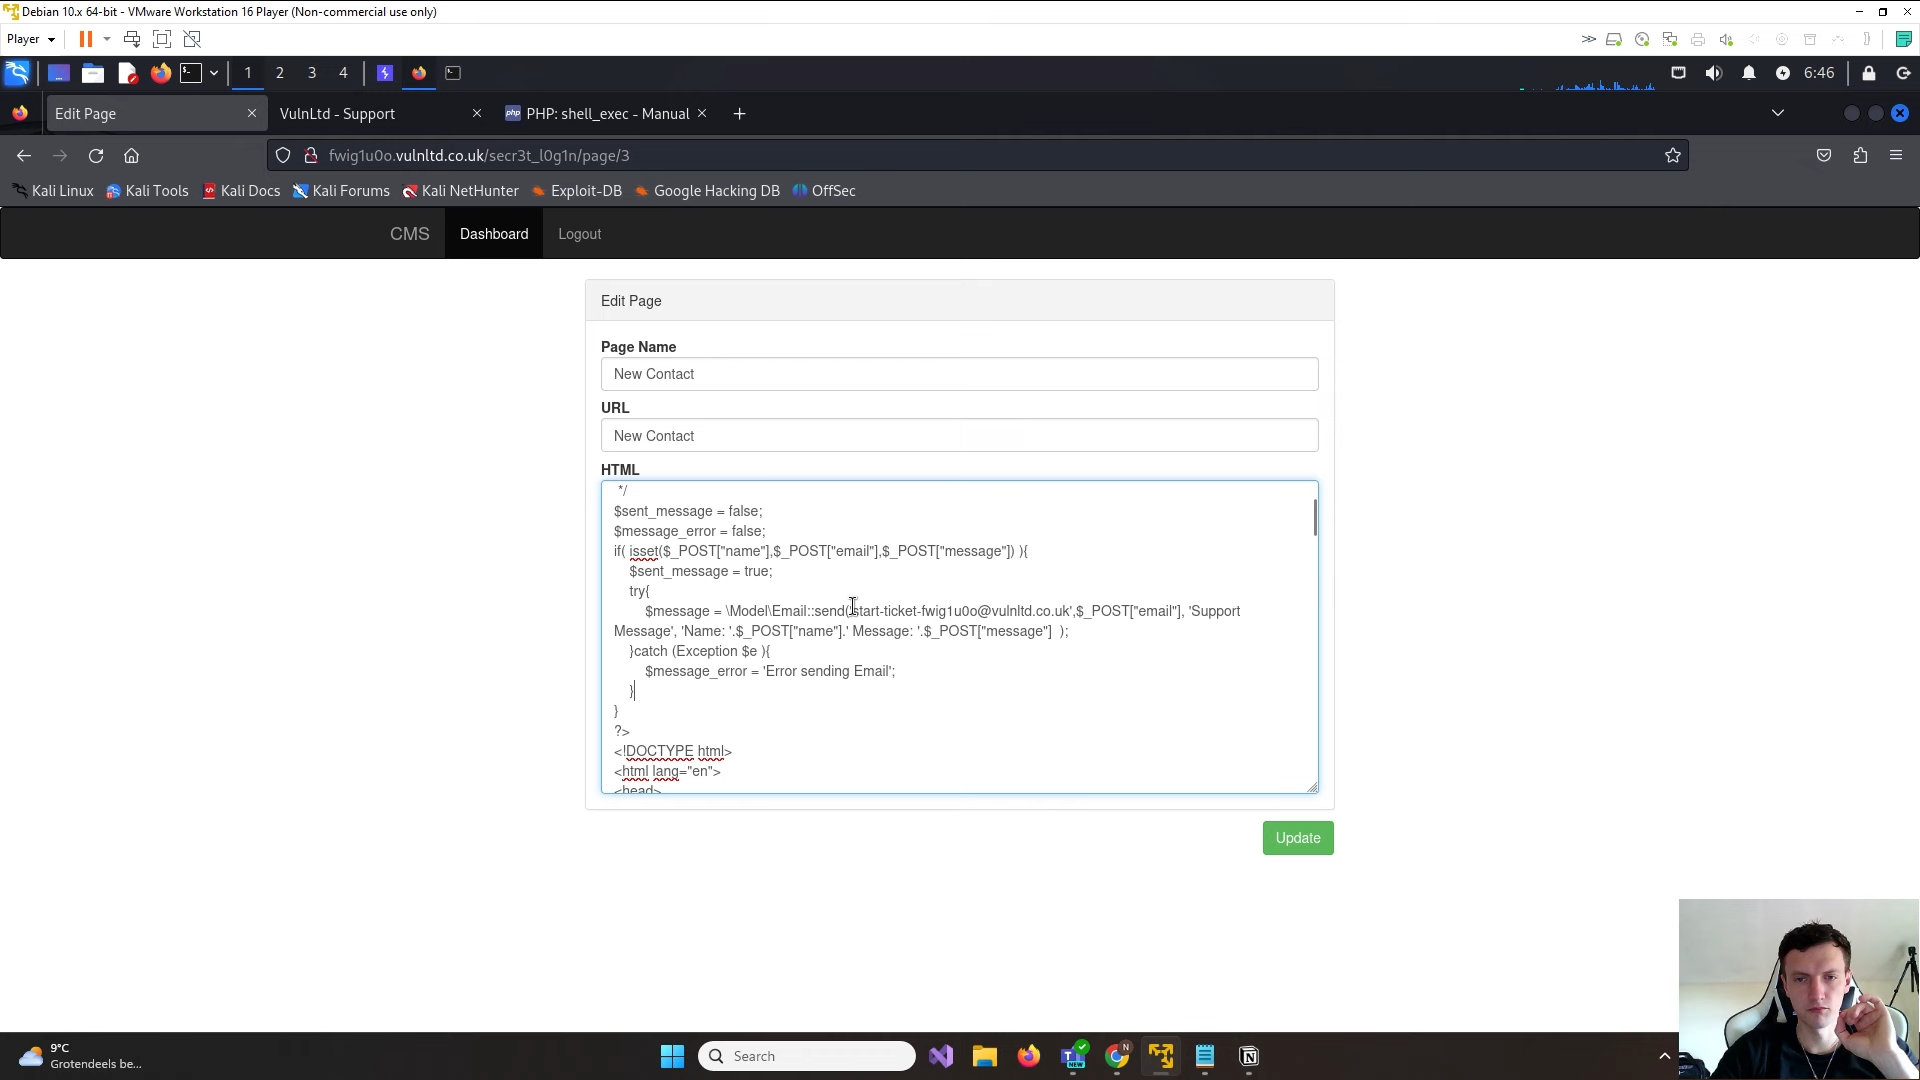 Debian 10.x 64-bit - VMware Workstation 16 Player (Non-commercial use only)
Player
1 2 3 4
6:46
Edit Page
VulnLtd - Support
php PHP: shell_exec - Manual
fwig1u0o.vulnltd.co.uk/secr3t_l0g1n/page/3
Kali Linux Kali Tools Kali Docs Kali Forums Kali NetHunter Exploit-DB Google Hacking DB OffSec
CMS Dashboard Logout
Edit Page
Page Name
New Contact
URL
New Contact
HTML
*/
$sent_message = false;
$message_error = false;
if( isset($_POST["name"],$_POST["email"],$_POST["message"]) ){
$sent_message = true;
try{
$message = \Model\Email::send('start-ticket-fwig1u0o@vulnltd.co.uk',$_POST["email"], 'Support
Message', 'Name: '.$_POST["name"].' Message: '.$_POST["message"] );
}catch (Exception $e ){
$message_error = 'Error sending Email';
}
}
?>
<!DOCTYPE html>
<html lang="en">
<head>
Update
9°C
Grotendeels be...
Search
NEW
N